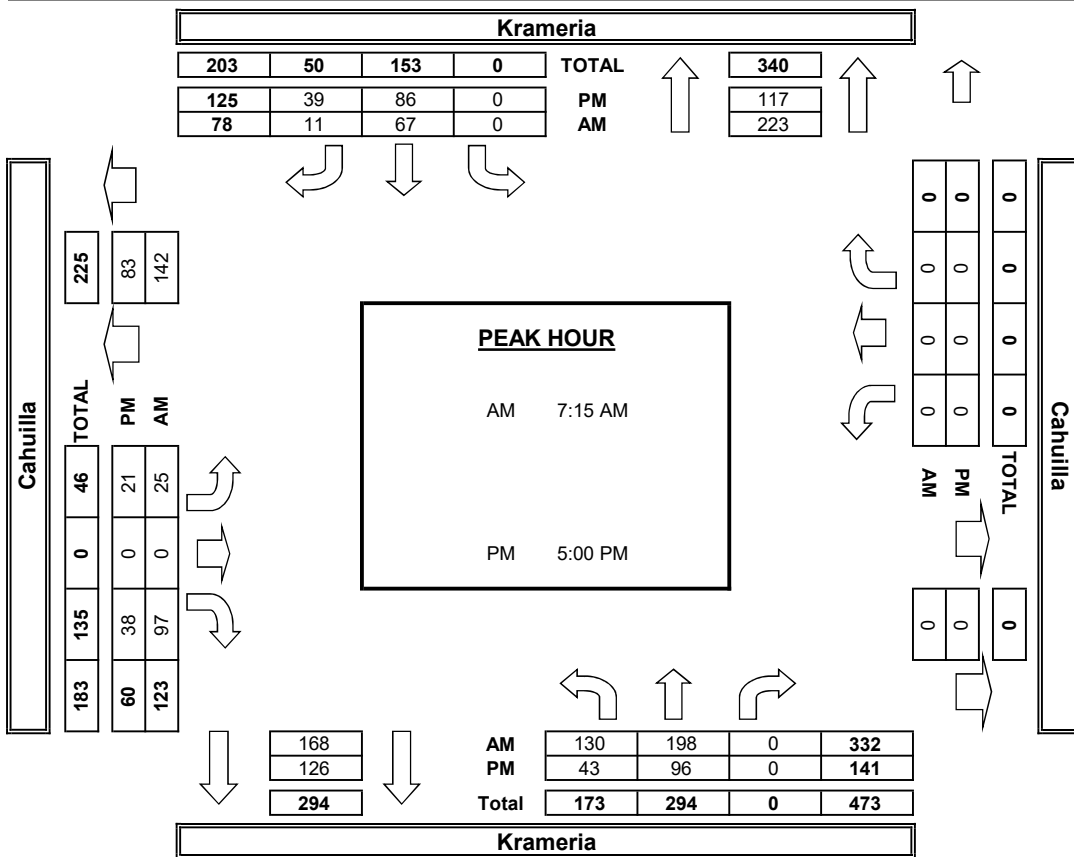 Krameria
203 50 153 0 TOTAL 340
125 39 86 0 PM 117
78 11 67 0 AM 223
Cahuilla
225 83 142
TOTAL PM AM
46 21 25
0 0 0
135 38 97
183 60 123
PEAK HOUR
AM 7:15 AM
PM 5:00 PM
0 0 0
0 0 0
0 0 0
0 0 0
AM PM TOTAL
0 0 0
Cahuilla
168 AM 130 198 0 332
126 PM 43 96 0 141
294 Total 173 294 0 473
Krameria